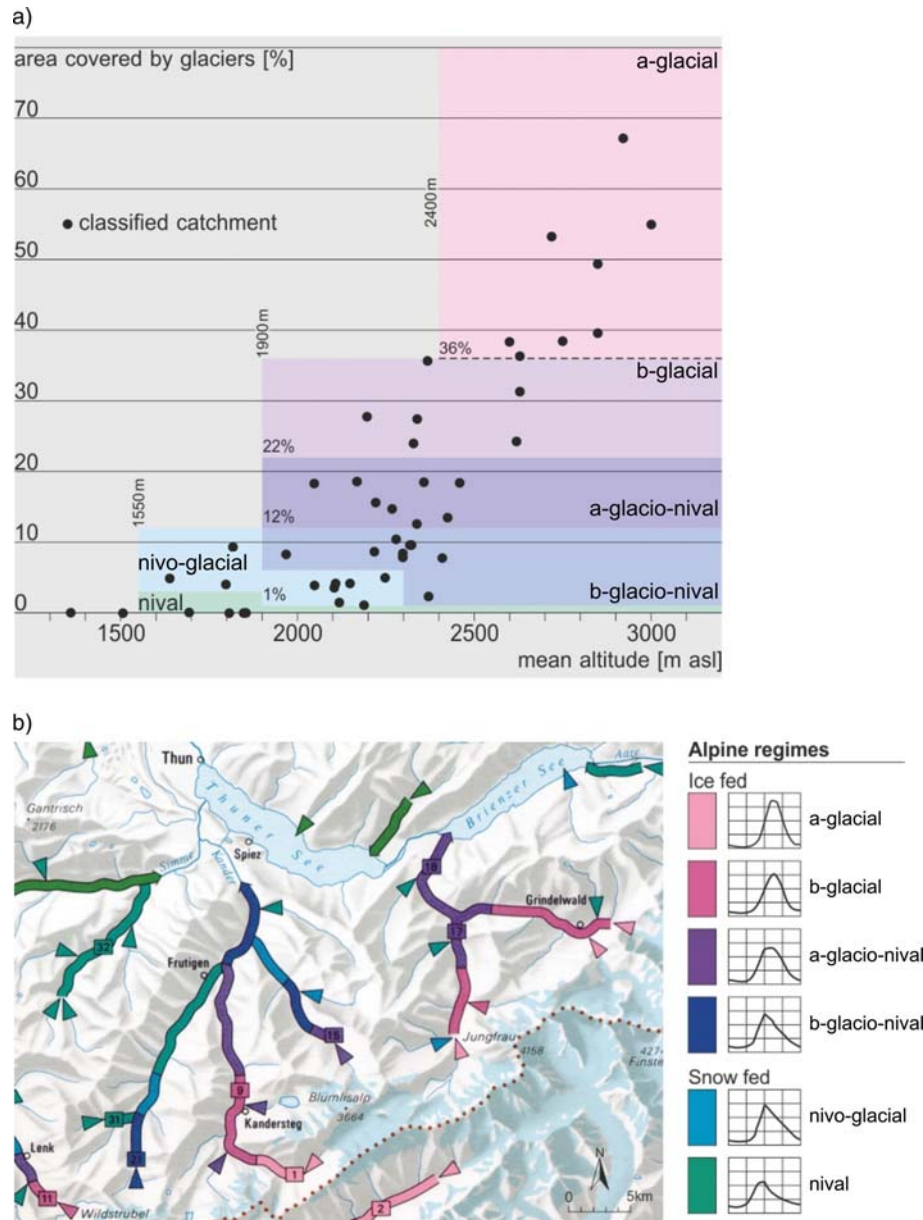 a)
area covered by glaciers [%]
a-glacial
70
60
2400m
classified catchment
50
40
1900m
36%
b-glacial
30
22%
20
1550m
12%
a-glacio-nival
10
nivo-glacial
nival
1%
b-glacio-nival
0
1500
2000
2500
3000
mean altitude [m asl]
b)
Thun
Thuner See
Brienzer See
Aare
Gantrisch
2176
Simme
Kander
Spiez
18
Grindelwald
17
32
Frutigen
15
Jungfrau
4158
4274
Finster
9
Blümlisalp
3664
Kandersteg
31
Lenk
21
1
11
2
Wildstrubel
N
0 5km
Alpine regimes
Ice fed
a-glacial
b-glacial
a-glacio-nival
b-glacio-nival
Snow fed
nivo-glacial
nival